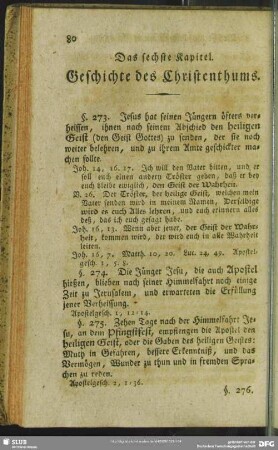 80
Das sechste Kapitel.
Geschichte des Christenthums.
§. 273. Jesus hat seinen Jüngern öfters ver-
heissen, ihnen nach seinem Abschied den heiligen
Geist (den Geist Gottes) zu senden, der sie noch
weiter belehren, und zu ihrem Amte geschickter ma-
chen sollte.
Joh. 14, 16. 17. Ich will den Vater bitten, und er
soll euch einen andern Tröster geben, daß er bey
euch bleibe ewiglich, den Geist der Wahrheit.
V. 26. Der Tröster, der heilige Geist, welchen mein
Vater senden wird in meinem Namen, Derselbige
wird es euch Alles lehren, und euch erinnern alles
deß, das ich euch gesagt habe.
Joh. 16, 13. Wenn aber jener, der Geist der Wahr-
heit, kommen wird, der wird euch in alle Wahrheit
leiten.
Joh. 16, 7. Matth. 10, 20. Luc. 24, 49. Apostel-
gesch. 1, 5. 8.
§. 274. Die Jünger Jesu, die auch Apostel
hießen, blieben nach seiner Himmelfahrt noch einige
Zeit zu Jerusalem, und erwarteten die Erfüllung
jener Verheissung.
Apostelgesch. 1, 12-14.
§. 275. Zehen Tage nach der Himmelfahrt Je-
su, an dem Pfingstfest, empfiengen die Apostel den
heiligen Geist, oder die Gaben des heiligen Geistes:
Muth in Gefahren, bessere Erkenntniß, und das
Vermögen, Wunder zu thun und in fremden Spra-
chen zu reden.
Apostelgesch. 2, 1-36.
§. 276.